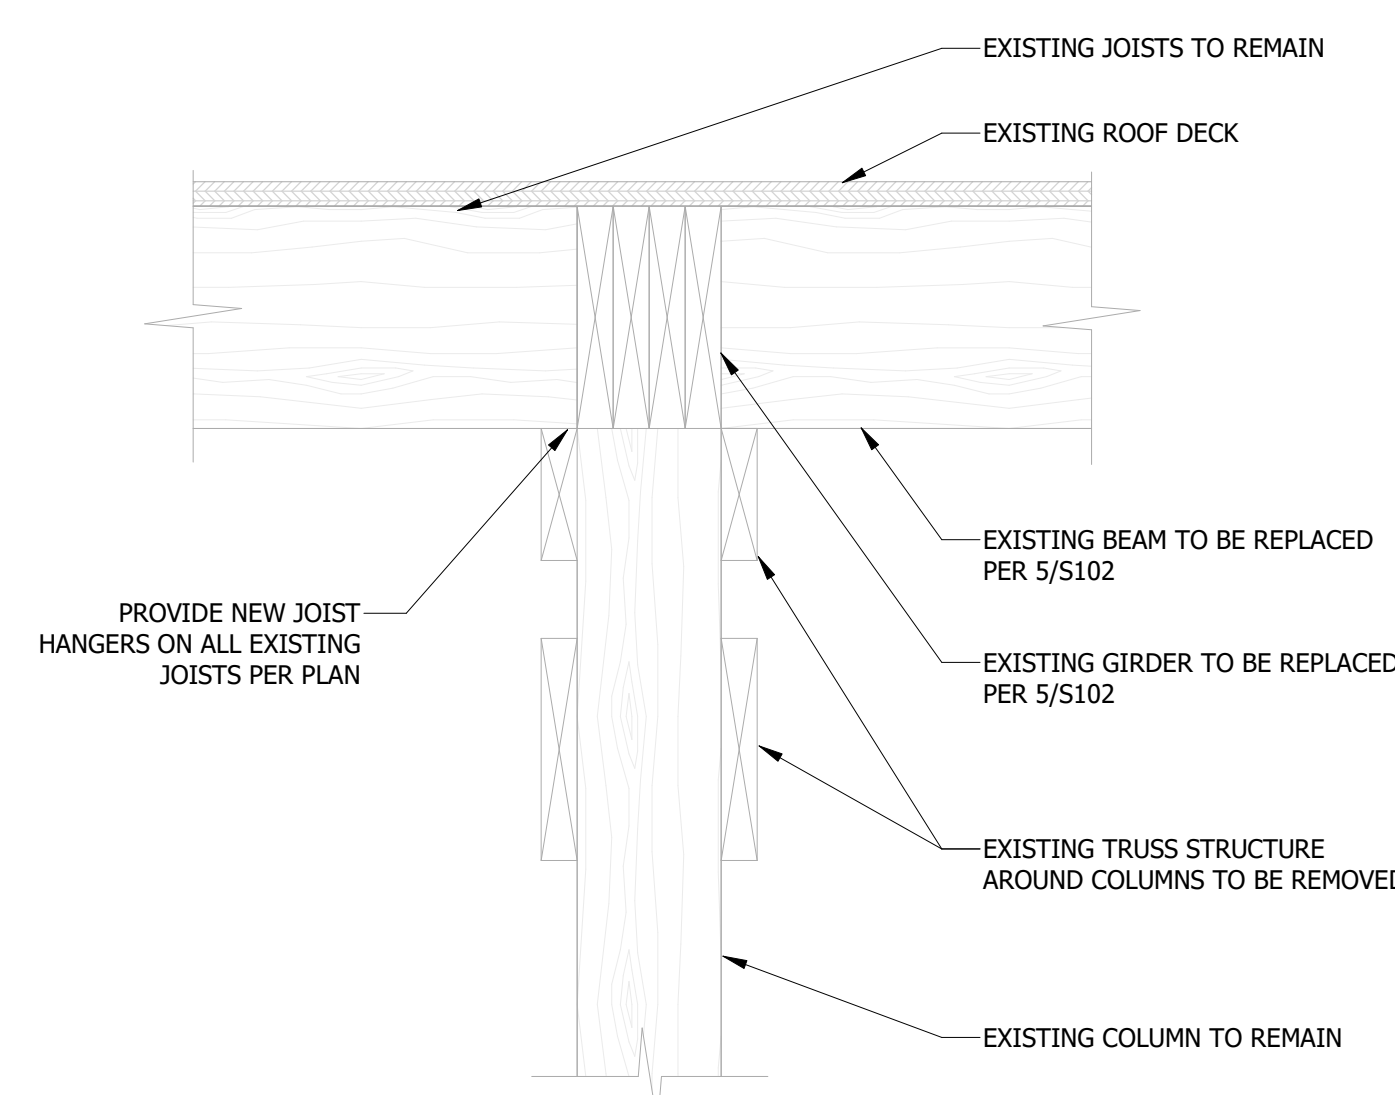 EXISTING JOISTS TO REMAIN
EXISTING ROOF DECK
EXISTING BEAM TO BE REPLACED
PER 5/S102
PROVIDE NEW JOIST
HANGERS ON ALL EXISTING
JOISTS PER PLAN
EXISTING GIRDER TO BE REPLACED
PER 5/S102
EXISTING TRUSS STRUCTURE
AROUND COLUMNS TO BE REMOVED
EXISTING COLUMN TO REMAIN